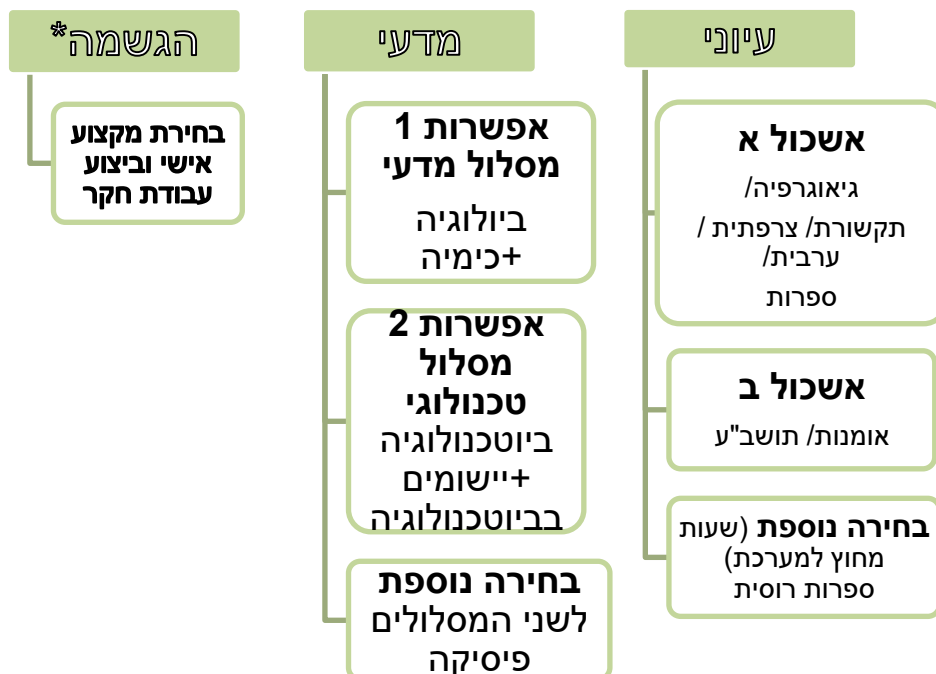 עיוני
אשכול א
גיאוגרפיה/
תקשורת/ צרפתית /
ערבית/
ספרות
אשכול ב
אומנות/ תושב"ע
בחירה נוספת (שעות
מחוץ למערכת)
ספרות רוסית
מדעי
אפשרות 1
מסלול מדעי
ביולוגיה
+כימיה
אפשרות 2
מסלול
טכנולוגי
ביוטכנולוגיה
+יישומים
בביוטכנולוגיה
בחירה נוספת
לשני המסלולים
פיסיקה
הגשמה*
בחירת מקצוע
אישי וביצוע
עבודת חקר